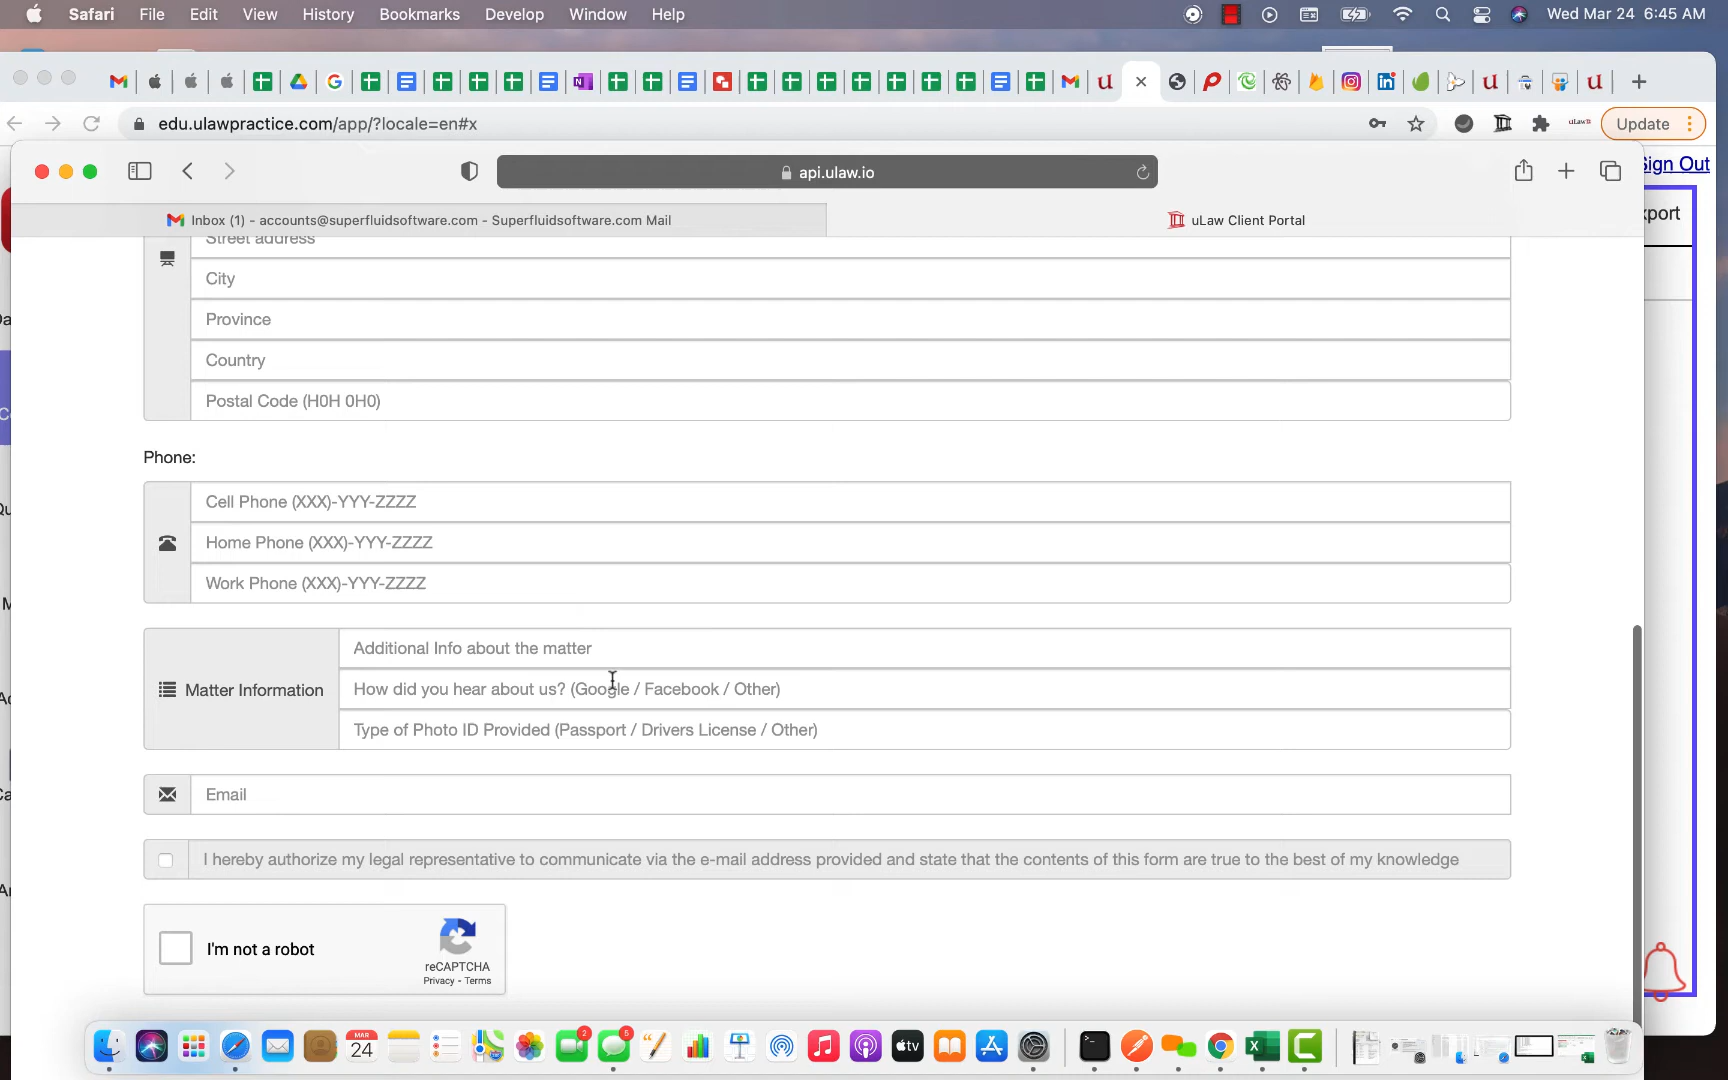 Safari File Edit View History Bookmarks Develop Window Help Wed Mar 24 6:45 AM
edu.ulawpractice.com/app/?locale=en#x Update
Sign Out
api.ulaw.io
Inbox (1) - accounts@superfluidsoftware.com - Superfluidsoftware.com Mail uLaw Client Portal
Street address
City
Province
Country
Postal Code (H0H 0H0)
Phone:
Cell Phone (XXX)-YYY-ZZZZ
Home Phone (XXX)-YYY-ZZZZ
Work Phone (XXX)-YYY-ZZZZ
Matter Information
Additional Info about the matter
How did you hear about us? (Google / Facebook / Other)
Type of Photo ID Provided (Passport / Drivers License / Other)
Email
I hereby authorize my legal representative to communicate via the e-mail address provided and state that the contents of this form are true to the best of my knowledge
I'm not a robot
reCAPTCHA
Privacy - Terms
MAR
24
2
5
tv